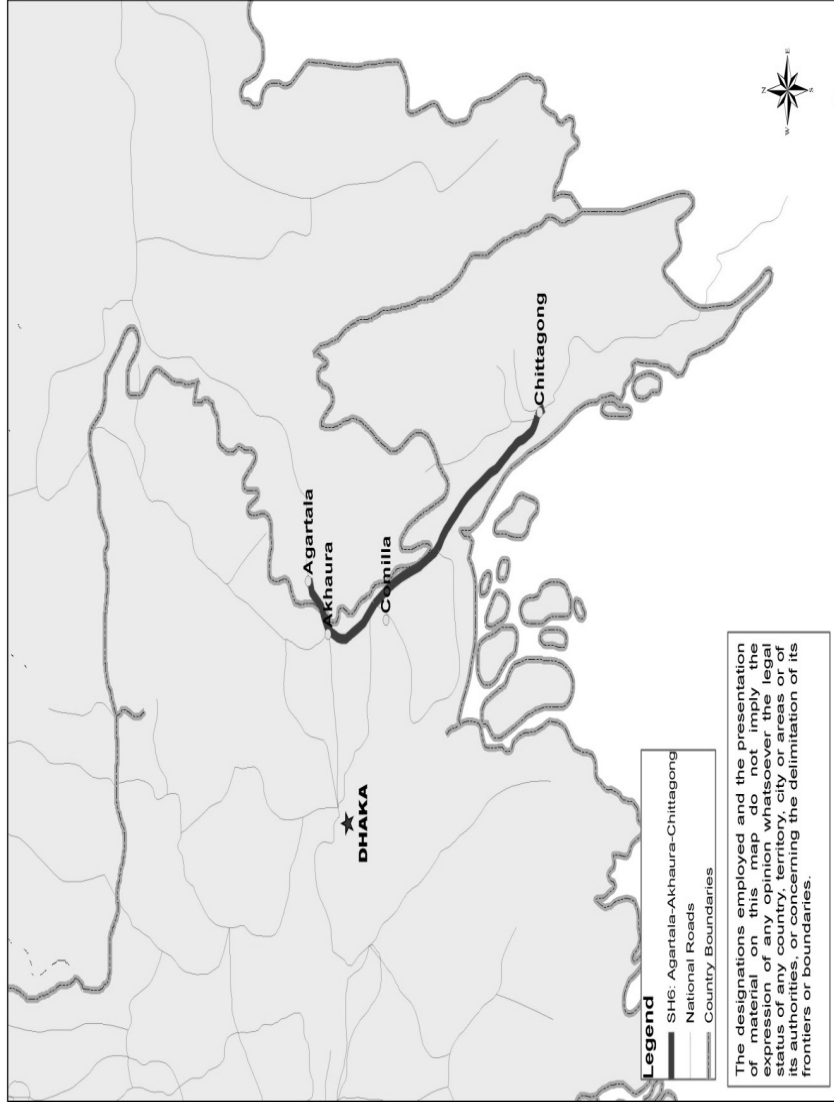 Agartala
Akhaura
Comilla
Chittagong
DHAKA
N
E
S
W
Legend
SH6: Agartala-Akhaura-Chittagong
National Roads
Country Boundaries
The designations employed and the presentation
of material on this map do not imply the
expression of any opinion whatsoever the legal
status of any country, territory, city or areas or of
its authorities, or concerning the delimitation of its
frontiers or boundaries.